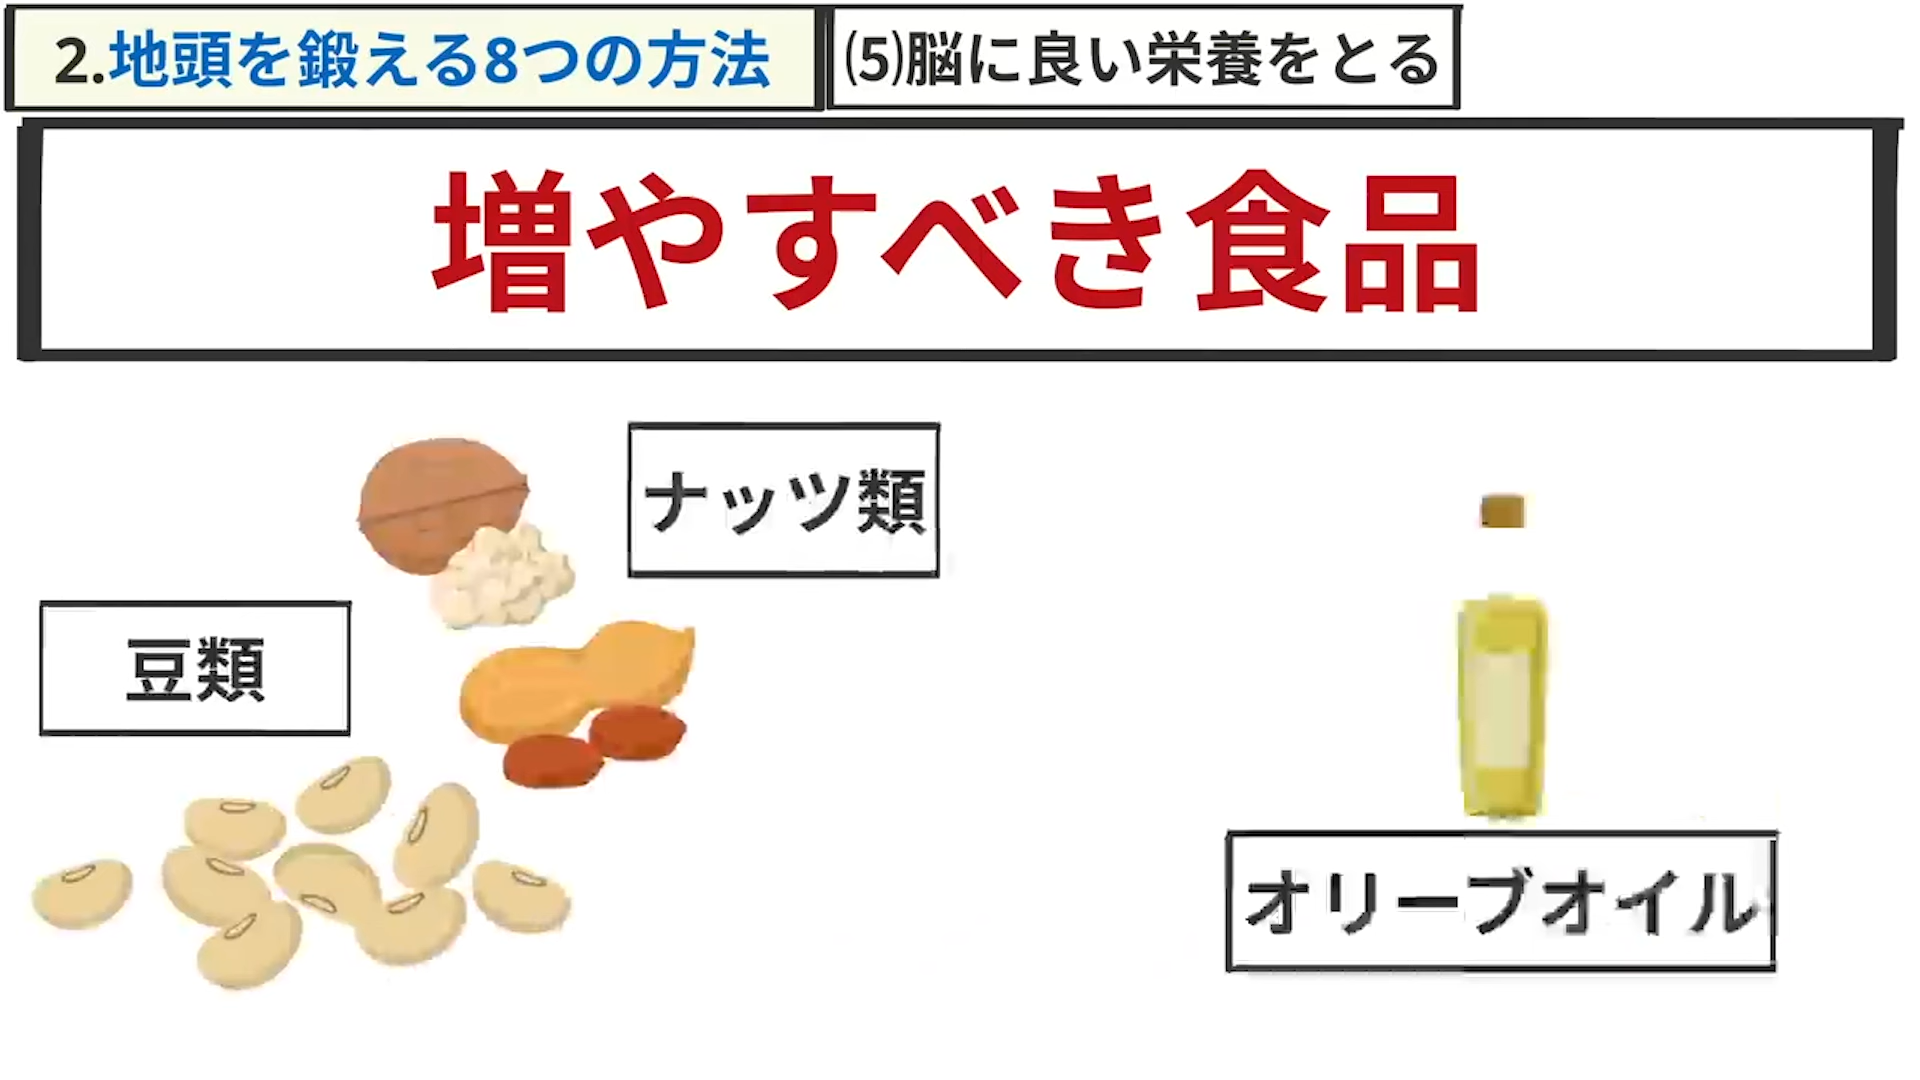 2.地頭を鍛える8つの方法
⑸脳に良い栄養をとる
増やすべき食品
ナッツ類
豆類
オリーブオイル